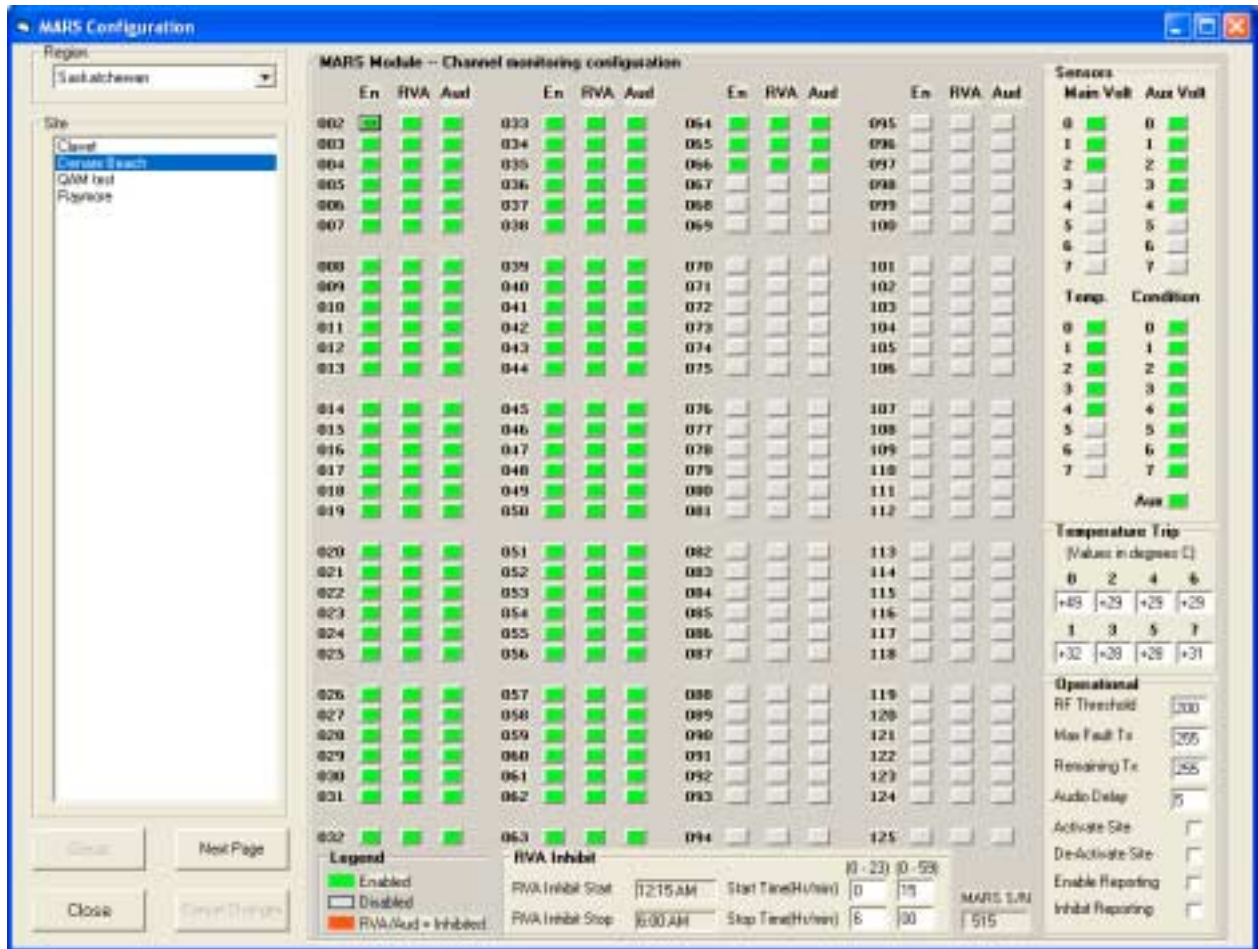 MARS Configuration
Region
Saskatchewan
Site
Clavet
Denare Beach
QAM test
Raymore
Next Page
Close
Cancel Changes
MARS Module -- Channel monitoring configuration
En RVA Aud En RVA Aud En RVA Aud En RVA Aud
002 033 064 095
003 034 065 096
004 035 066 097
005 036 067 098
006 037 068 099
007 038 069 100
008 039 070 101
009 040 071 102
010 041 072 103
011 042 073 104
012 043 074 105
013 044 075 106
014 045 076 107
015 046 077 108
016 047 078 109
017 048 079 110
018 049 080 111
019 050 081 112
020 051 082 113
021 052 083 114
022 053 084 115
023 054 085 116
024 055 086 117
025 056 087 118
026 057 088 119
027 058 089 120
028 059 090 121
029 060 091 122
030 061 092 123
031 062 093 124
032 063 094 125
Legend
Enabled
Disabled
RVA/Aud = Inhibited
RVA Inhibit
(0 - 23) (0 - 59)
RVA Inhibit Start 12:15 AM Start Time(Hr/min) 0 15
RVA Inhibit Stop 6:00 AM Stop Time(Hr/min) 6 00
MARS S/N
515
Sensors
Main Volt Aux Volt
0 0
1 1
2 2
3 3
4 4
5 5
6 6
7 7
Temp. Condition
0 0
1 1
2 2
3 3
4 4
5 5
6 6
7 7
Aux
Temperature Trip
(Values in degrees C)
0 2 4 6
+49 +29 +29 +29
1 3 5 7
+32 +28 +28 +31
Operational
RF Threshold 200
Max Fault Tx 255
Remaining Tx 255
Audio Delay 5
Activate Site
De-Activate Site
Enable Reporting
Inhibit Reporting